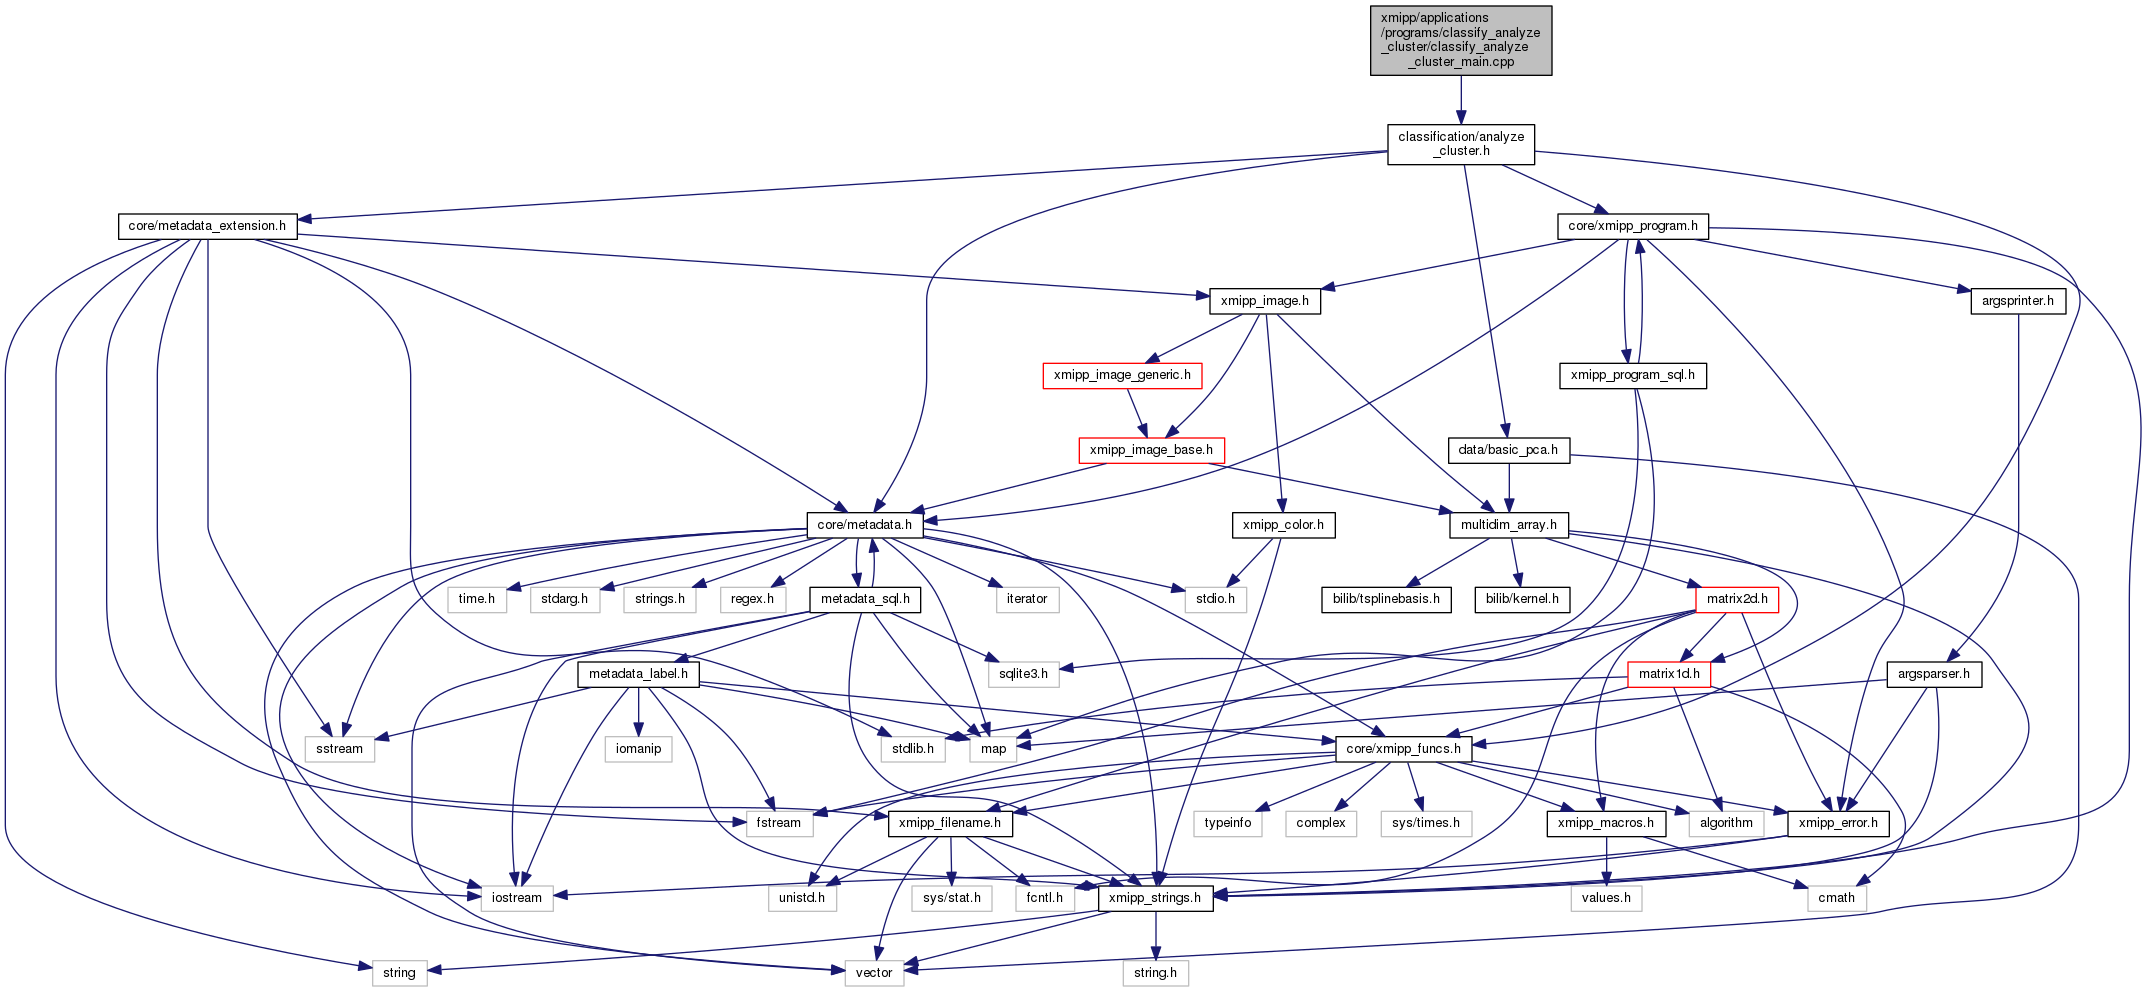 xmipp/applications
/programs/classify_analyze
_cluster/classify_analyze
_cluster_main.cpp
classification/analyze
_cluster.h
core/metadata_extension.h
core/xmipp_program.h
xmipp_image.h
argsprinter.h
xmipp_image_generic.h
xmipp_program_sql.h
xmipp_image_base.h
data/basic_pca.h
core/metadata.h
xmipp_color.h
multidim_array.h
time.h
stdarg.h
strings.h
regex.h
metadata_sql.h
iterator
stdio.h
bilib/tsplinebasis.h
bilib/kernel.h
matrix2d.h
metadata_label.h
sqlite3.h
matrix1d.h
argsparser.h
sstream
iomanip
stdlib.h
map
core/xmipp_funcs.h
fstream
xmipp_filename.h
typeinfo
complex
sys/times.h
xmipp_macros.h
algorithm
xmipp_error.h
iostream
unistd.h
sys/stat.h
fcntl.h
xmipp_strings.h
values.h
cmath
string
vector
string.h